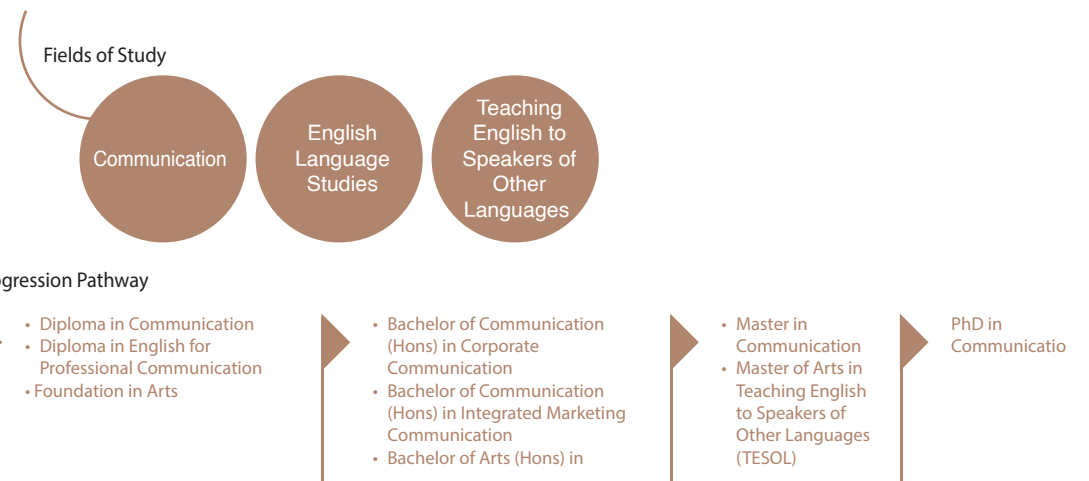 Fields of Study
Communication
English
Language
Studies
Teaching
English to
Speakers of
Other
Languages
gression Pathway
• Diploma in Communication
• Diploma in English for
Professional Communication
• Foundation in Arts
• Bachelor of Communication
(Hons) in Corporate
Communication
• Bachelor of Communication
(Hons) in Integrated Marketing
Communication
• Bachelor of Arts (Hons) in
• Master in
Communication
• Master of Arts in
Teaching English
to Speakers of
Other Languages
(TESOL)
PhD in
Communicatio